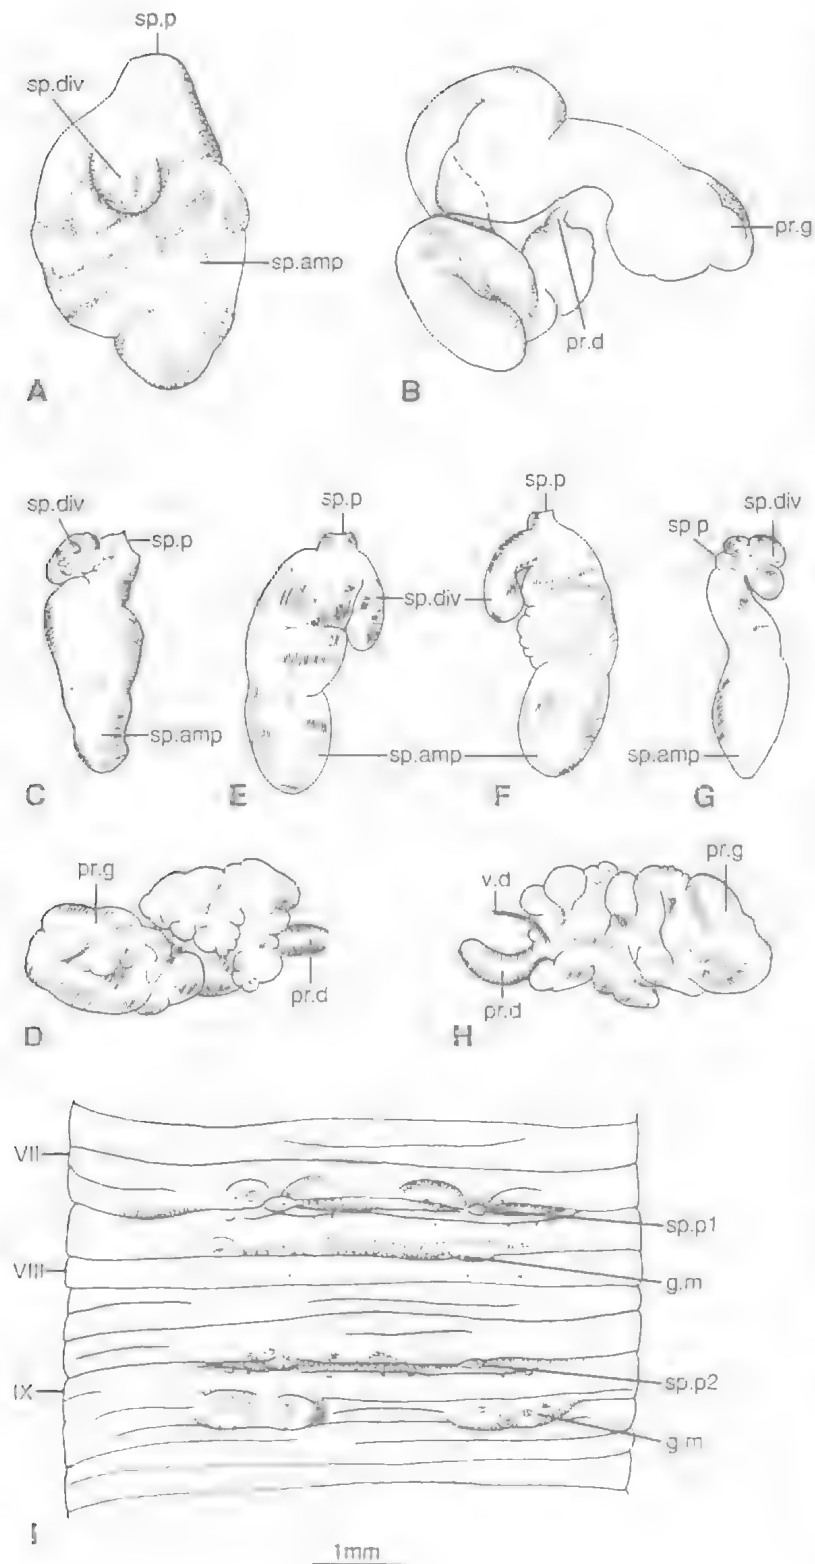 sp.p
sp.div
sp.amp
A
pr.g
pr.d
B
sp.div
sp.p
sp.amp
C
sp.p
sp.div
sp.amp
E
sp.p
F
sp.p
sp.div
sp.amp
G
pr.g
pr.d
D
v.d
pr.g
pr.d
H
VII
VIII
IX
sp.p1
g.m
sp.p2
g.m
I
1mm